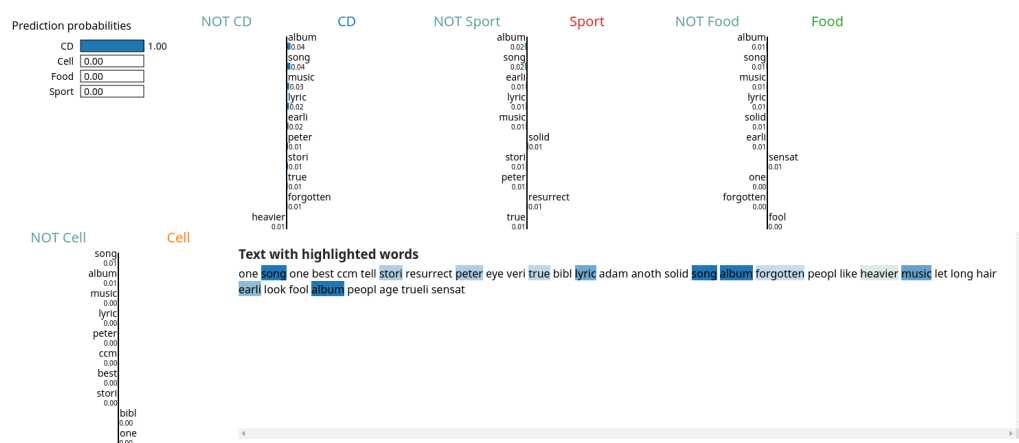 Prediction probabilities
CD 1.00
Cell 0.00
Food 0.00
Sport 0.00
NOT CD CD
album
0.04
song
0.04
music
0.03
lyric
0.02
earli
0.02
peter
0.01
stori
0.01
true
0.01
forgotten
0.01
heavier
0.01
NOT Sport Sport
album
0.02
song
0.02
earli
0.01
lyric
0.01
music
0.01
solid
0.01
stori
0.01
peter
0.01
resurrect
0.01
true
0.01
NOT Food Food
album
0.01
song
0.01
music
0.01
lyric
0.01
solid
0.01
earli
0.01
sensat
0.01
one
0.00
forgotten
0.00
fool
0.00
NOT Cell Cell
song
0.01
album
0.01
music
0.00
lyric
0.00
peter
0.00
ccm
0.00
best
0.00
stori
0.00
bibl
0.00
one
0.00
Text with highlighted words
one song one best ccm tell stori resurrect peter eye veri true bibl lyric adam anoth solid song album forgotten peopl like heavier music let long hair
earli look fool album peopl age trueli sensat